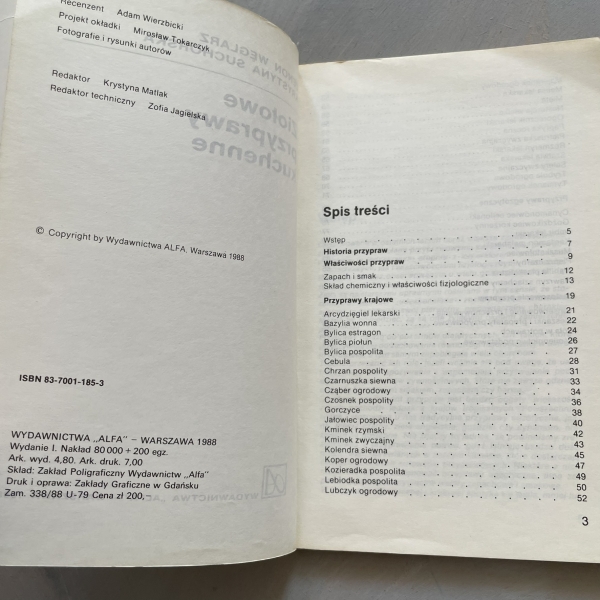 Recenzent Adam Wierzbicki
Projekt okładki Mirosław Tokarczyk
Fotografie i rysunki autorów
Redaktor Krystyna Matlak
Redaktor techniczny Zofia Jagielska
© Copyright by Wydawnictwa ALFA. Warszawa 1988
ISBN 83-7001-185-3
WYDAWNICTWA „ALFA” – WARSZAWA 1988
Wydanie I. Nakład 80 000 + 200 egz.
Ark. wyd. 4,80. Ark. druk. 7,00
Skład: Zakład Poligraficzny Wydawnictw „Alfa”
Druk i oprawa: Zakłady Graficzne w Gdańsku
Zam. 338/88 U-79 Cena zł 200,-
Spis treści
Wstęp 5
Historia przypraw 7
Właściwości przypraw 9
Zapach i smak 12
Skład chemiczny i właściwości fizjologiczne 13
Przyprawy krajowe 19
Arcydzięgiel lekarski 21
Bazylia wonna 22
Bylica estragon 24
Bylica piołun 26
Bylica pospolita 27
Cebula 28
Chrzan pospolity 31
Czarnuszka siewna 33
Cząber ogrodowy 34
Czosnek pospolity 36
Gorczyce 38
Jałowiec pospolity 40
Kminek rzymski 42
Kminek zwyczajny 43
Kolendra siewna 45
Koper ogrodowy 47
Kozieradka pospolita 49
Lebiodka pospolita 50
Lubczyk ogrodowy 52
3